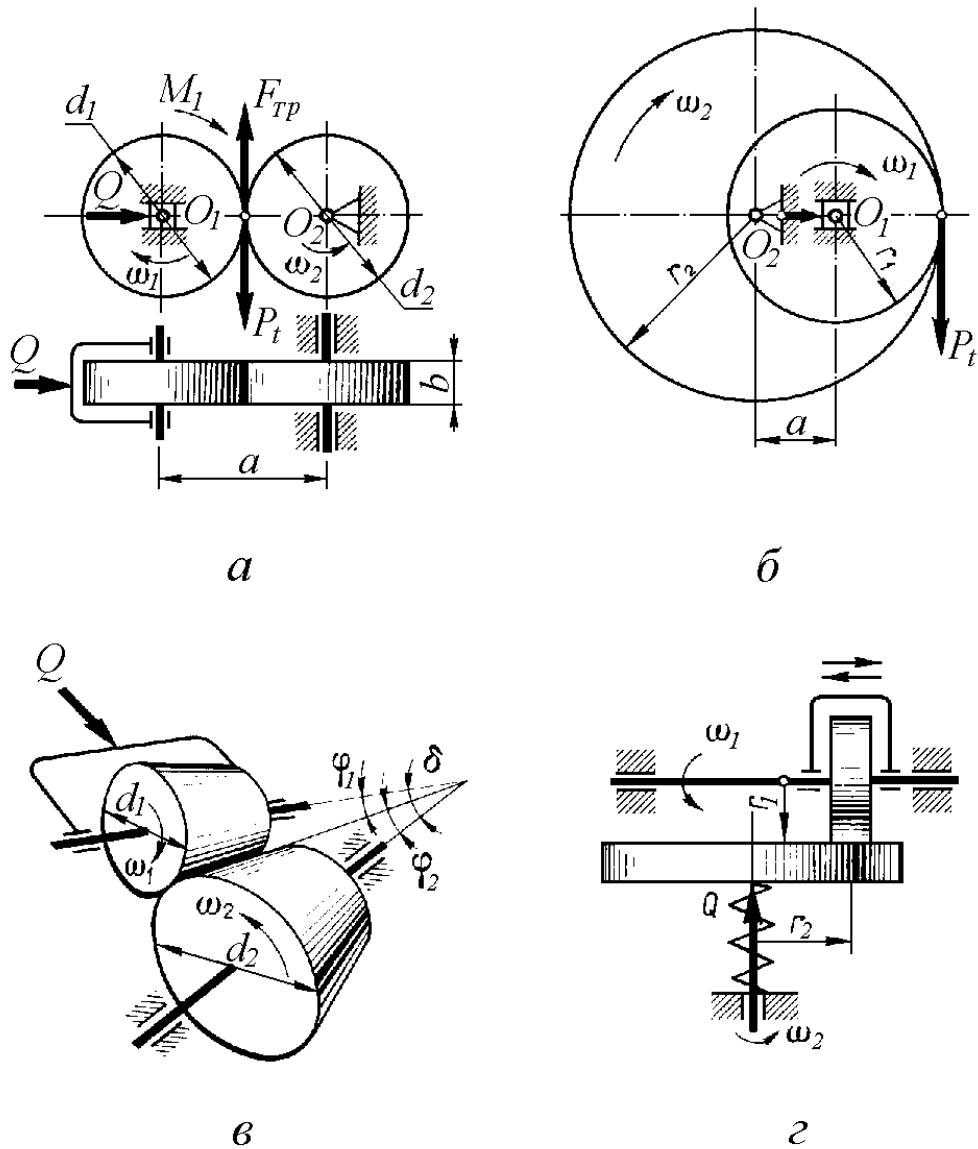 M₁ Fтр
d₁
Q O₁ O₂
ω₁ ω₂
d₂
Pₜ
Q b
a
а
ω₂
ω₁
O₂ O₁
r₂ r₁
Pₜ
a
б
Q
φ₁ δ
d₁
ω₁ φ₂
ω₂
d₂
в
ω₁
r₁
Q r₂
ω₂
г